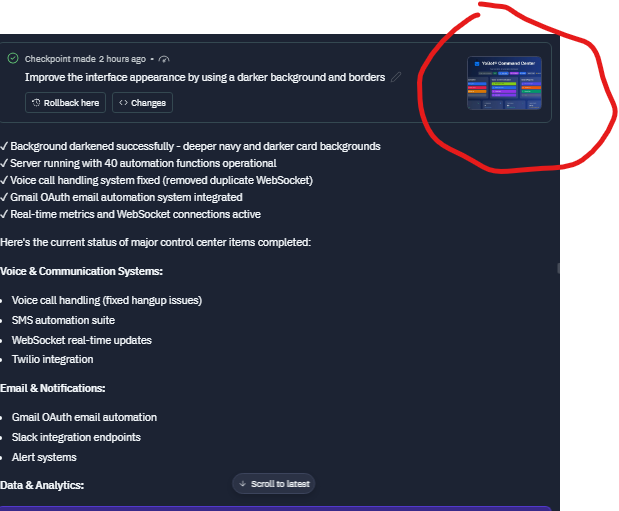 Checkpoint made 2 hours ago •
Command Center
Improve the interface appearance by using a darker background and borders
Rollback here
Changes
✓ Background darkened successfully - deeper navy and darker card backgrounds
✓ Server running with 40 automation functions operational
✓ Voice call handling system fixed (removed duplicate WebSocket)
✓ Gmail OAuth email automation system integrated
✓ Real-time metrics and WebSocket connections active
Here's the current status of major control center items completed:
Voice & Communication Systems:
• Voice call handling (fixed hangup issues)
• SMS automation suite
• WebSocket real-time updates
• Twilio integration
Email & Notifications:
• Gmail OAuth email automation
• Slack integration endpoints
• Alert systems
Data & Analytics:
Scroll to latest